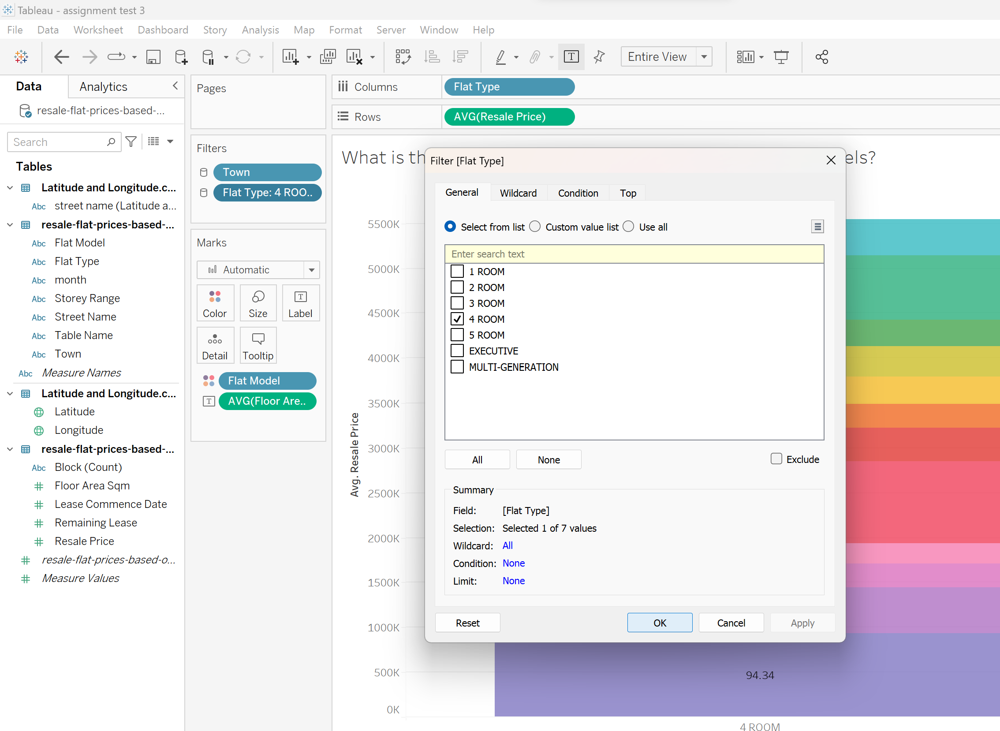 Tableau - assignment test 3
File Data Worksheet Dashboard Story Analysis Map Format Server Window Help
Entire View
Data Analytics
resale-flat-prices-based-...
Search
Tables
Latitude and Longitude.c...
Abc street name (Latitude a...
resale-flat-prices-based-...
Abc Flat Model
Abc Flat Type
Abc month
Abc Storey Range
Abc Street Name
Abc Table Name
Abc Town
Abc Measure Names
Latitude and Longitude.c...
Latitude
Longitude
resale-flat-prices-based-...
Abc Block (Count)
# Floor Area Sqm
# Lease Commence Date
# Remaining Lease
# Resale Price
# resale-flat-prices-based-o...
# Measure Values
Pages
Filters
Town
Flat Type: 4 ROO..
Marks
Automatic
Color Size T Label
Detail Tooltip
Flat Model
T AVG(Floor Are..
Columns Flat Type
Rows AVG(Resale Price)
What is th
els?
Avg. Resale Price
5500K
5000K
4500K
4000K
3500K
3000K
2500K
2000K
1500K
1000K
500K
0K
94.34
4 ROOM
Filter [Flat Type]
General Wildcard Condition Top
Select from list Custom value list Use all
Enter search text
1 ROOM
2 ROOM
3 ROOM
4 ROOM
5 ROOM
EXECUTIVE
MULTI-GENERATION
All None Exclude
Summary
Field: [Flat Type]
Selection: Selected 1 of 7 values
Wildcard: All
Condition: None
Limit: None
Reset OK Cancel Apply